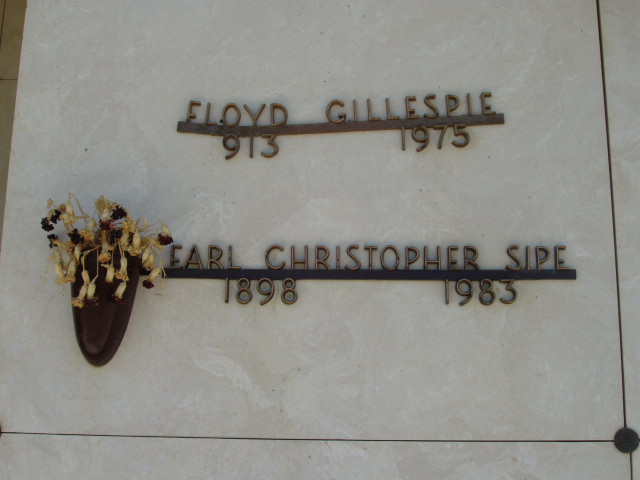 FLOYD GILLESPIE
913 1975
EARL CHRISTOPHER SIPE
1898 1983